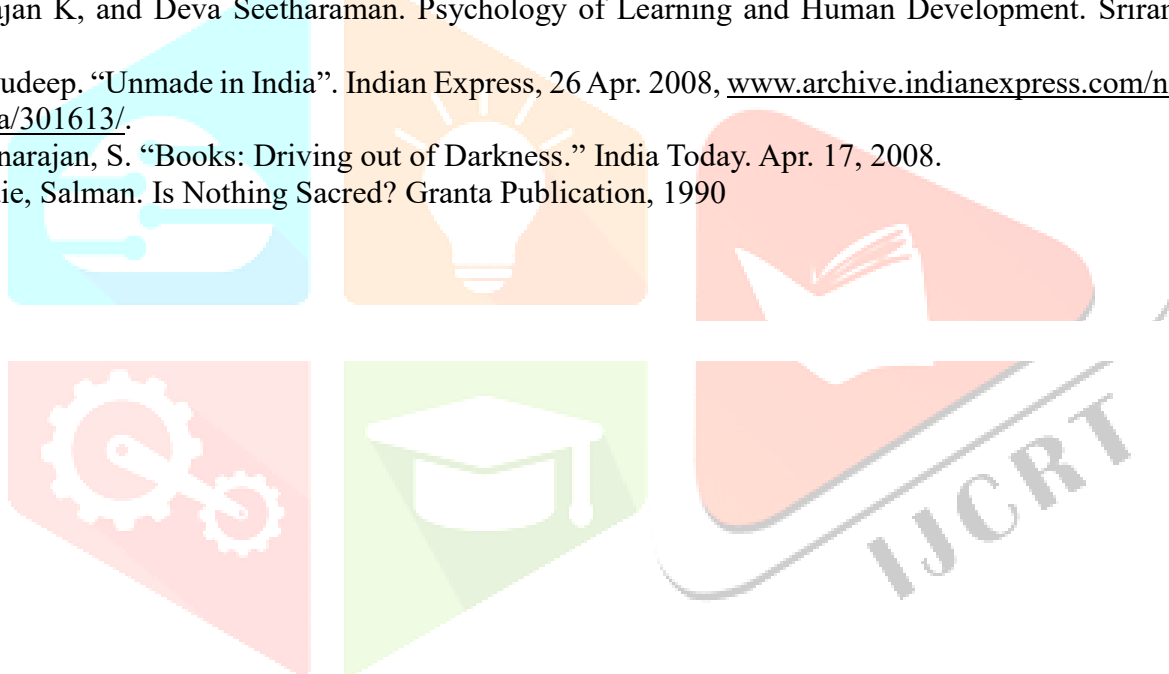 ajan K, and Deva Seetharaman. Psychology of Learning and Human Development. Sriran
udeep. “Unmade in India”. Indian Express, 26 Apr. 2008, www.archive.indianexpress.com/n
a/301613/.
narajan, S. “Books: Driving out of Darkness.” India Today. Apr. 17, 2008.
ie, Salman. Is Nothing Sacred? Granta Publication, 1990
IJCRT